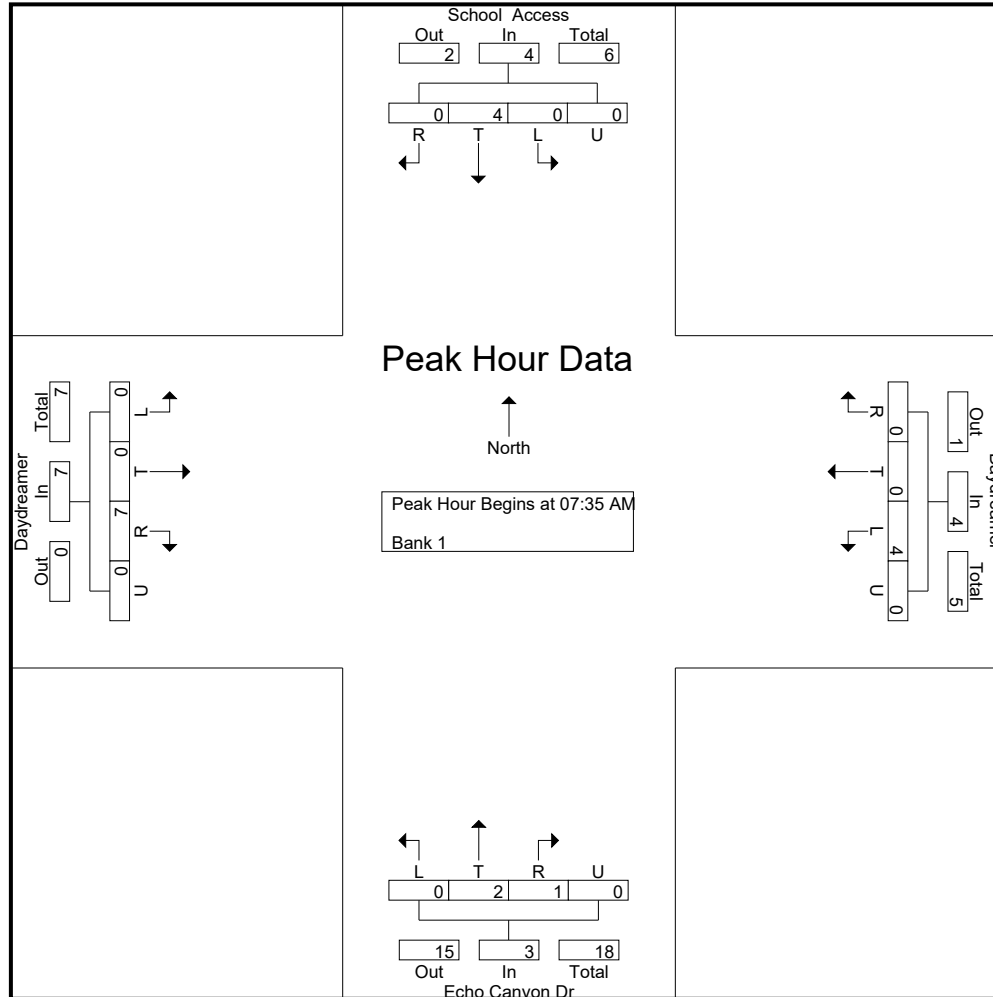 School Access
Out In Total
2 4 6
0 4 0 0
R T L U
Peak Hour Data
North
Peak Hour Begins at 07:35 AM
Bank 1
Daydreamer
Total In Out
7 7 0
0 0 7 0
L T R U
Out In Total
1 4 5
0 0 4 0
R T L U
L T R U
0 2 1 0
15 3 18
Out In Total
Echo Canyon Dr